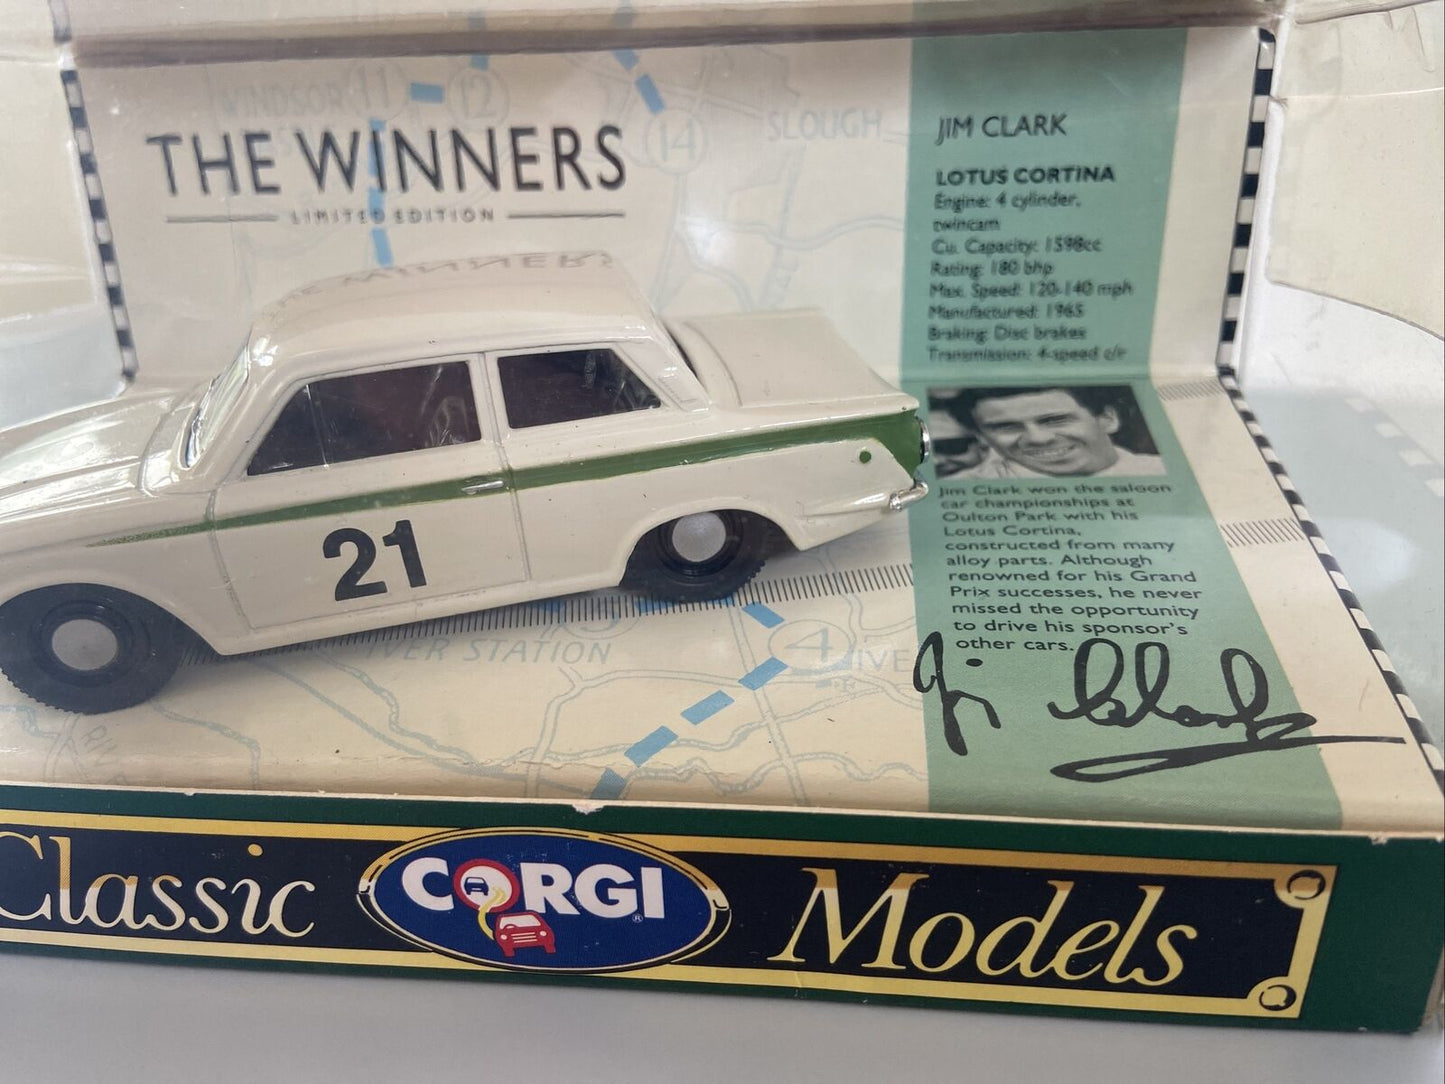 WINDSOR 11
12
14
SLOUGH
THE WINNERS
LIMITED EDITION
JIM CLARK
LOTUS CORTINA
Engine: 4 cylinder,
twincam
Cu. Capacity: 1598cc
Rating: 180 bhp
Max. Speed: 120-140 mph
Manufactured: 1965
Braking: Disc brakes
Transmission: 4-speed c/r
Jim Clark won the saloon
car championships at
Oulton Park with his
Lotus Cortina,
constructed from many
alloy parts. Although
renowned for his Grand
Prix successes, he never
missed the opportunity
to drive his sponsor's
other cars.
Jim Clark
21
STATION
4
Classic CORGI® Models